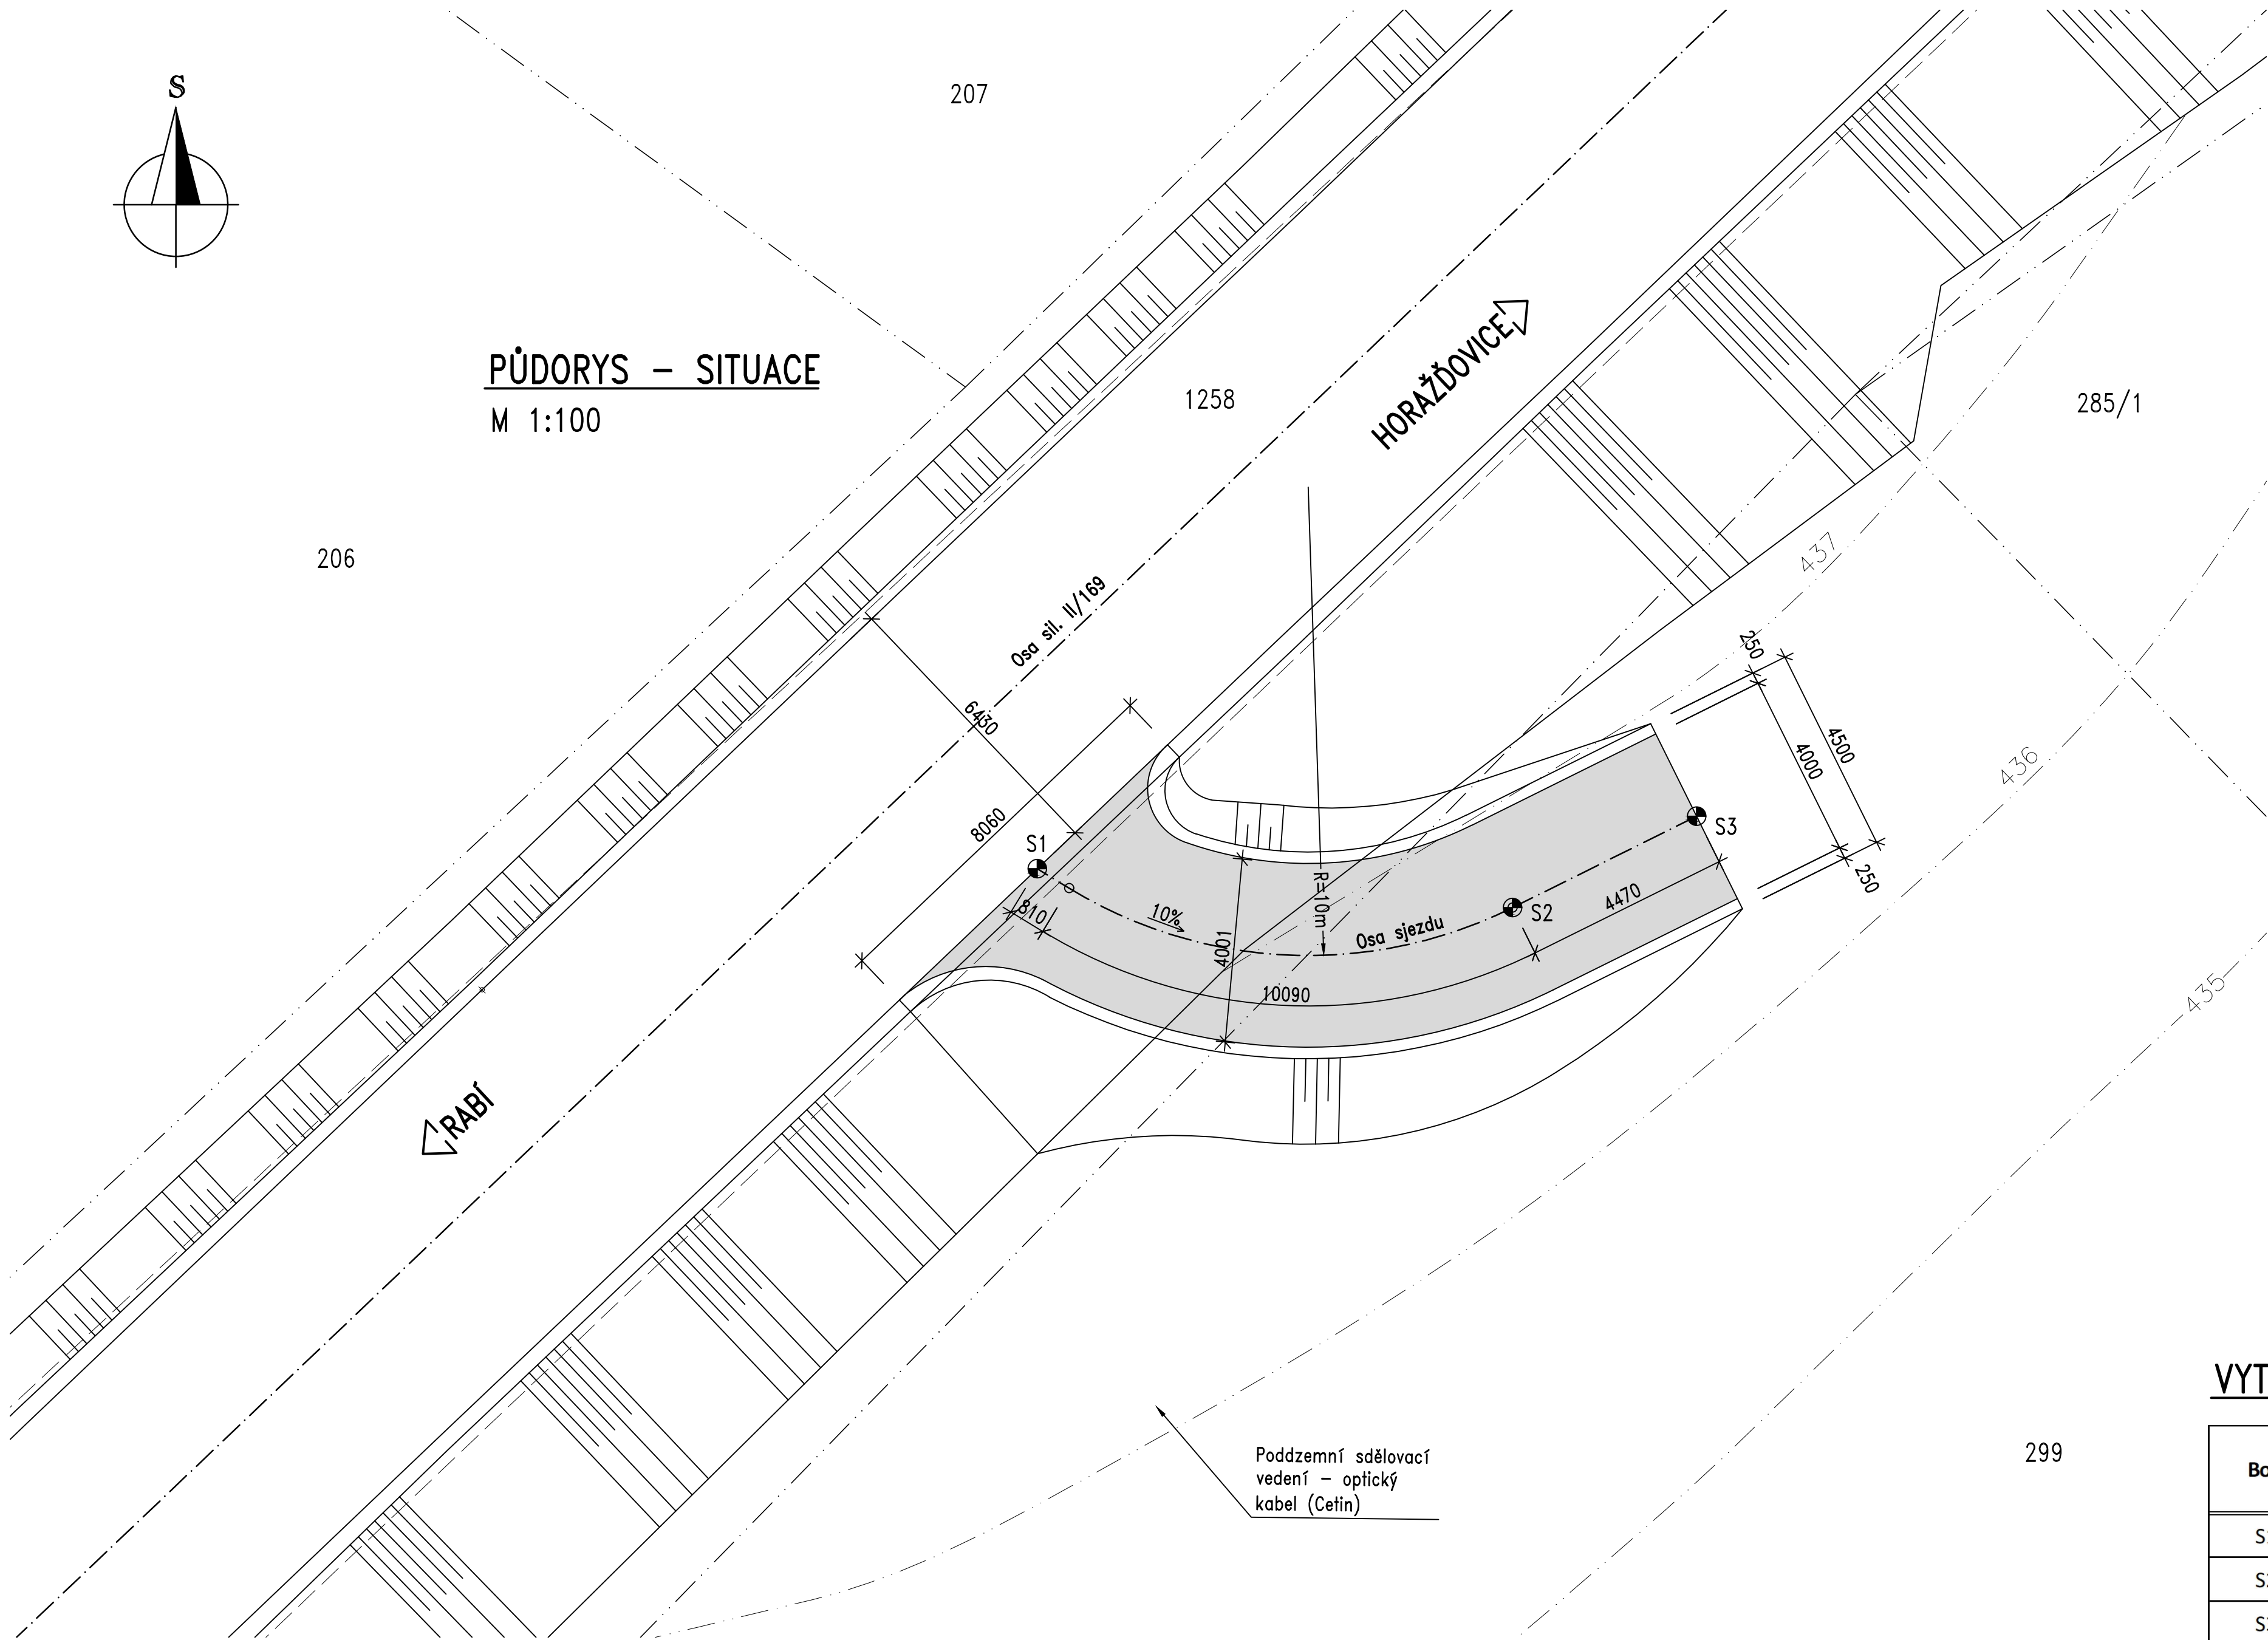 S
207
PŮDORYS – SITUACE
M 1:100
1258
HORAŽĎOVICE
285/1
206
437
Osa sil. II/169
250
6430
4500
4000
436
8060
S1
S3
250
R=10m
810
10%
S2
4470
Osa sjezdu
4001
10090
435
RABÍ
VYT
Poddzemní sdělovací
vedení – optický
kabel (Cetin)
299
Bo
S
S
S